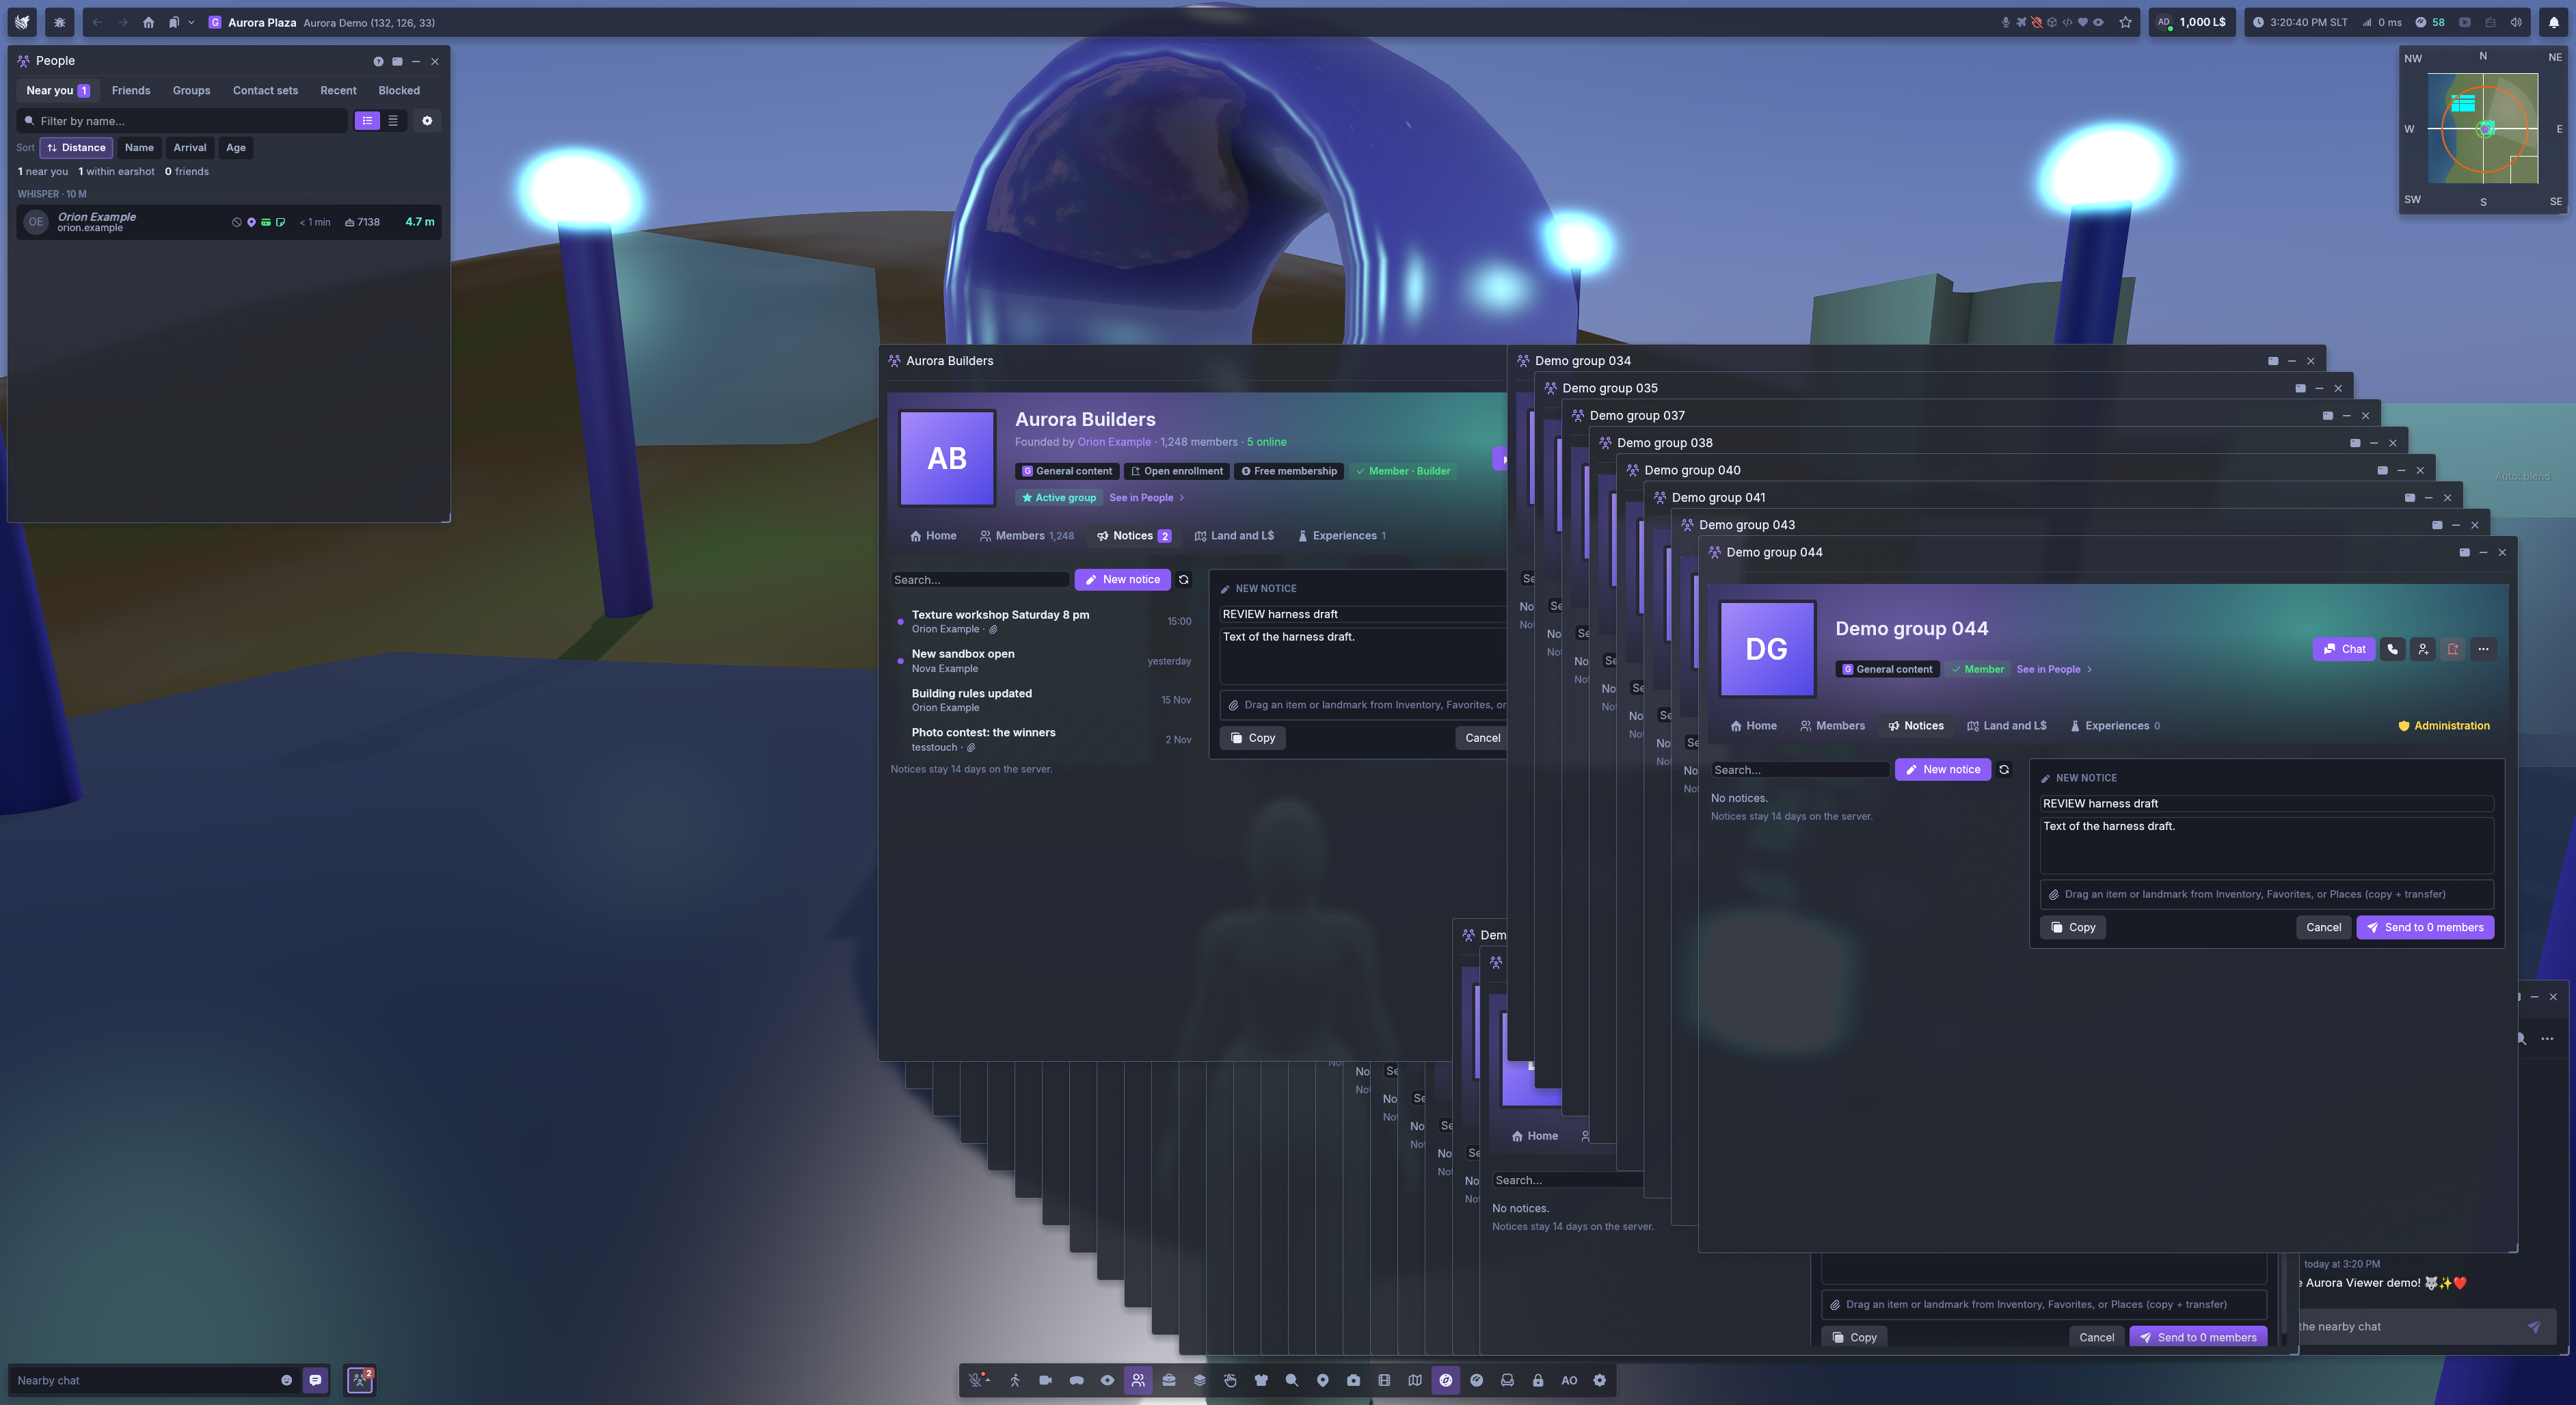 Aurora Plaza Aurora Demo (132, 126, 33)
AD 1,000 L$
3:20:40 PM SLT 0 ms 58
People
Near you 1 Friends Groups Contact sets Recent Blocked
Filter by name...
Sort Distance Name Arrival Age
1 near you 1 within earshot 0 friends
WHISPER · 10 M
OE Orion Example < 1 min 7138 4.7 m
orion.example
NW N NE
W E
SW S SE
Auto: blend
Aurora Builders
AB
Aurora Builders
Founded by Orion Example · 1,248 members · 5 online
G General content Open enrollment Free membership Member · Builder
Active group See in People
Home Members 1,248 Notices 2 Land and L$ Experiences 1
Search... New notice
Texture workshop Saturday 8 pm 15:00
Orion Example ·
New sandbox open yesterday
Nova Example
Building rules updated 15 Nov
Orion Example
Photo contest: the winners 2 Nov
tesstouch ·
Notices stay 14 days on the server.
NEW NOTICE
REVIEW harness draft
Text of the harness draft.
Drag an item or landmark from Inventory, Favorites, or
Copy Cancel
Demo group 034
Demo group 035
Demo group 037
Demo group 038
Demo group 040
Demo group 041
Demo group 043
Demo group 044
DG
Demo group 044
G General content Member See in People
Chat
Home Members Notices Land and L$ Experiences 0 Administration
Search... New notice
No notices.
Notices stay 14 days on the server.
NEW NOTICE
REVIEW harness draft
Text of the harness draft.
Drag an item or landmark from Inventory, Favorites, or Places (copy + transfer)
Copy Cancel Send to 0 members
Dem
Home
Search...
No notices.
Notices stay 14 days on the server.
Drag an item or landmark from Inventory, Favorites, or Places (copy + transfer)
Copy Cancel Send to 0 members
today at 3:20 PM
Aurora Viewer demo! 🐺✨❤️
the nearby chat
Nearby chat
2
AO